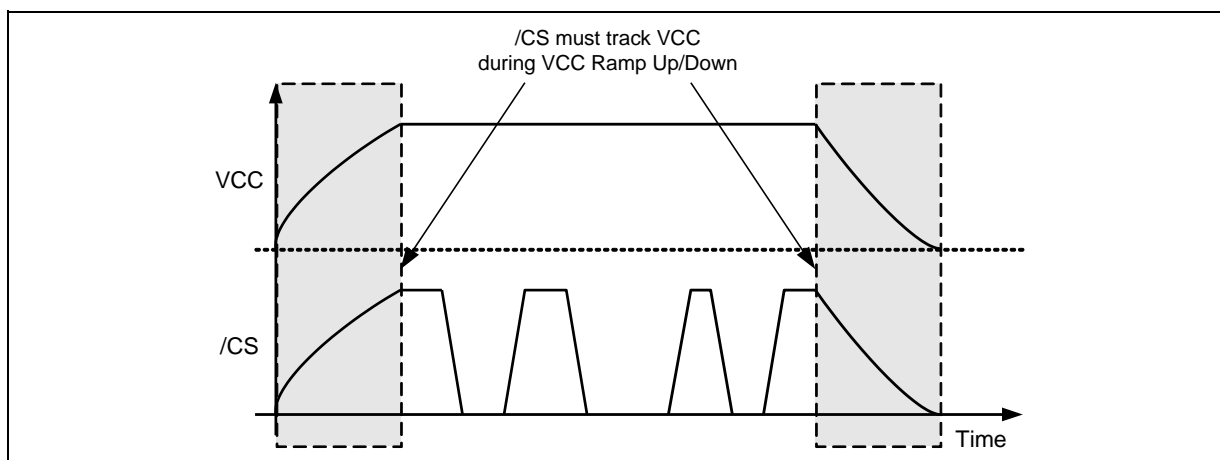 /CS must track VCC
during VCC Ramp Up/Down
VCC
/CS
Time